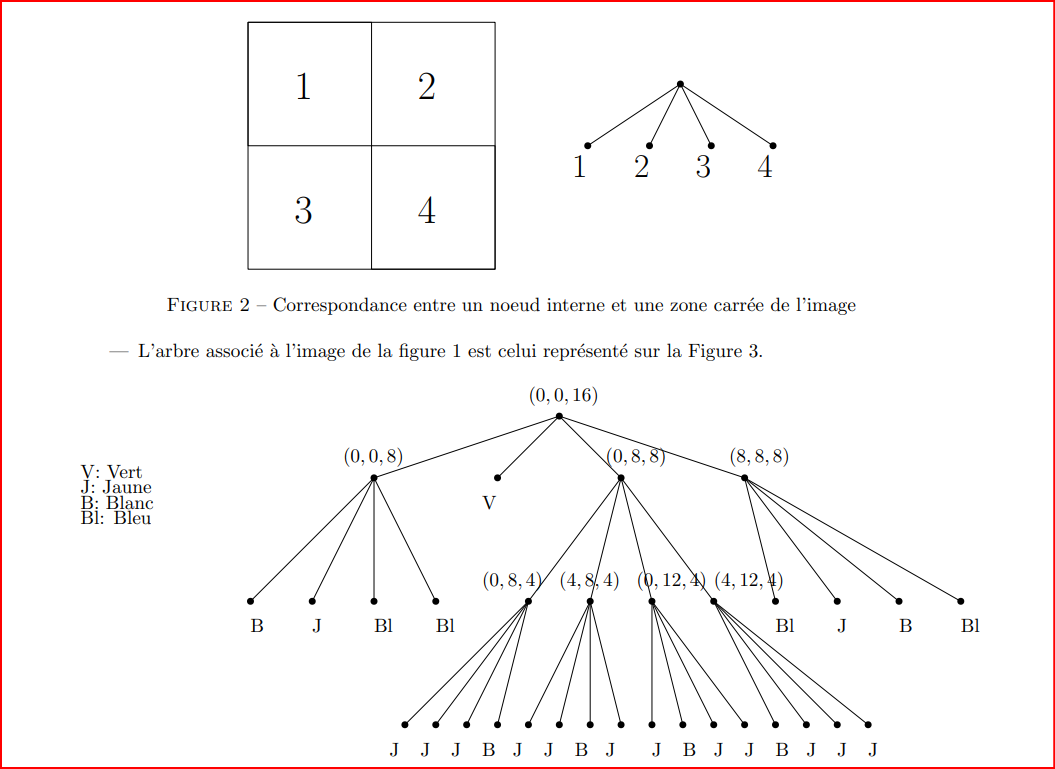 1 2
3 4
1 2 3 4
FIGURE 2 – Correspondance entre un noeud interne et une zone carrée de l'image
— L'arbre associé à l'image de la figure 1 est celui représenté sur la Figure 3.
(0, 0, 16)
(0, 0, 8) (0, 8, 8) (8, 8, 8)
V: Vert
J: Jaune
B: Blanc
Bl: Bleu
V
(0, 8, 4) (4, 8, 4) (0, 12, 4) (4, 12, 4)
B J Bl Bl Bl J B Bl
J J J B J J B J J B J J B J J J